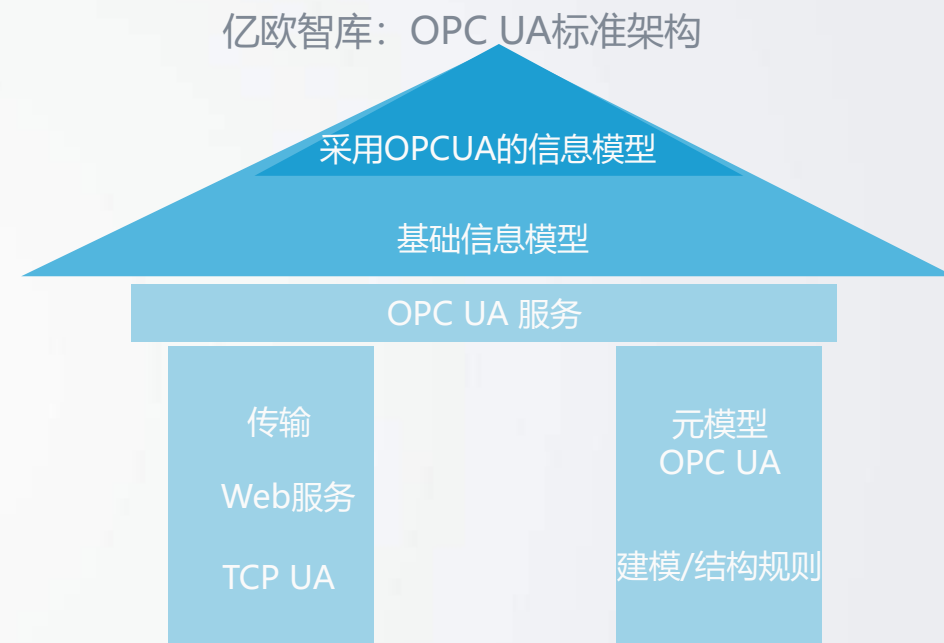 亿欧智库：OPC UA标准架构
采用OPCUA的信息模型
基础信息模型
OPC UA 服务
传输
Web服务
TCP UA
元模型
OPC UA
建模/结构规则